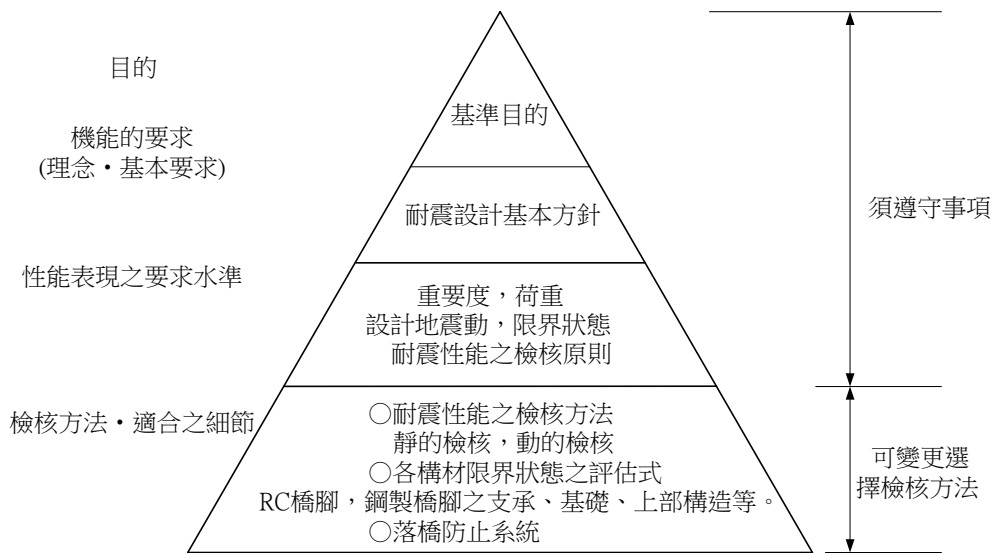 目的
機能的要求
(理念・基本要求)
性能表現之要求水準
檢核方法・適合之細節
基準目的
耐震設計基本方針
重要度，荷重
設計地震動，限界狀態
耐震性能之檢核原則
○耐震性能之檢核方法
靜的檢核，動的檢核
○各構材限界狀態之評估式
RC橋腳，鋼製橋腳之支承、基礎、上部構造等。
○落橋防止系統
須遵守事項
可變更選
擇檢核方法